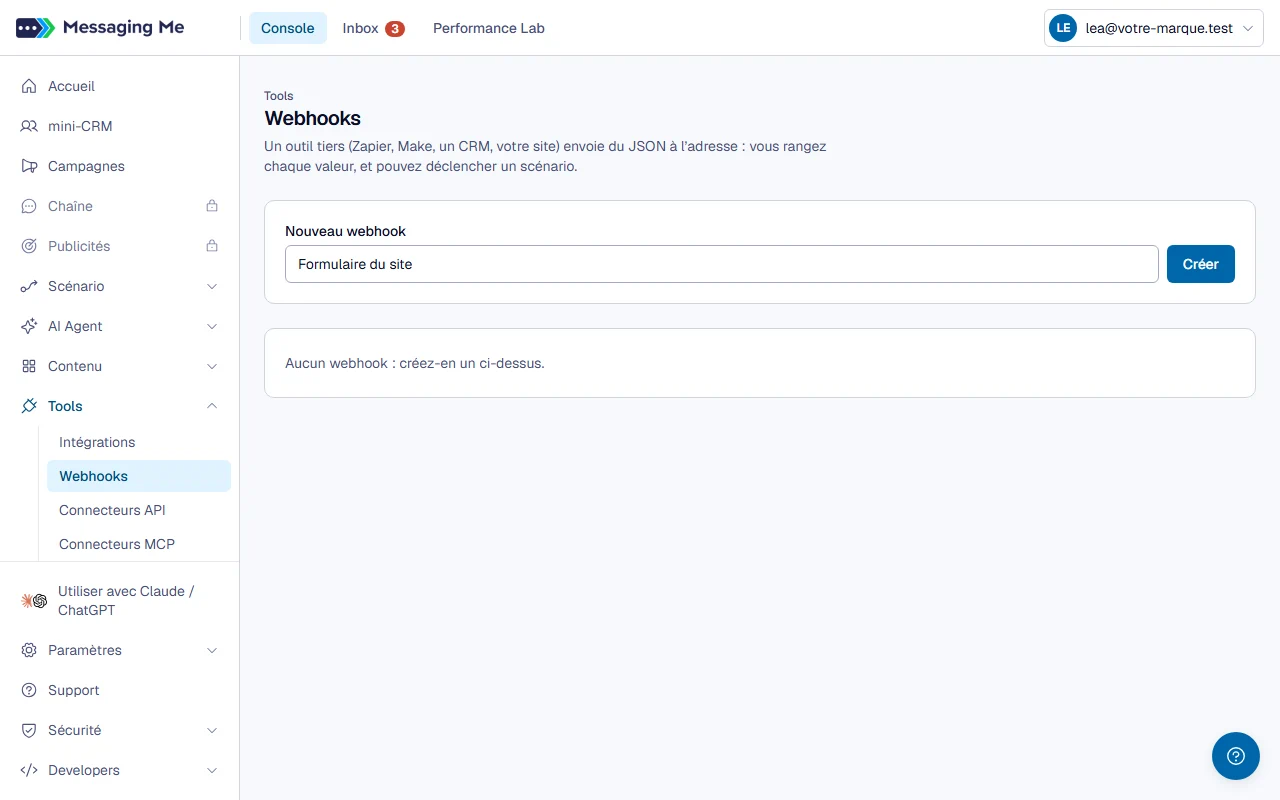 Messaging Me
Console
Inbox 3
Performance Lab
LE lea@votre-marque.test
Accueil
mini-CRM
Campagnes
Chaîne
Publicités
Scénario
AI Agent
Contenu
Tools
Intégrations
Webhooks
Connecteurs API
Connecteurs MCP
Utiliser avec Claude /
ChatGPT
Paramètres
Support
Sécurité
Developers
Tools
Webhooks
Un outil tiers (Zapier, Make, un CRM, votre site) envoie du JSON à l'adresse : vous rangez
chaque valeur, et pouvez déclencher un scénario.
Nouveau webhook
Formulaire du site
Créer
Aucun webhook : créez-en un ci-dessus.